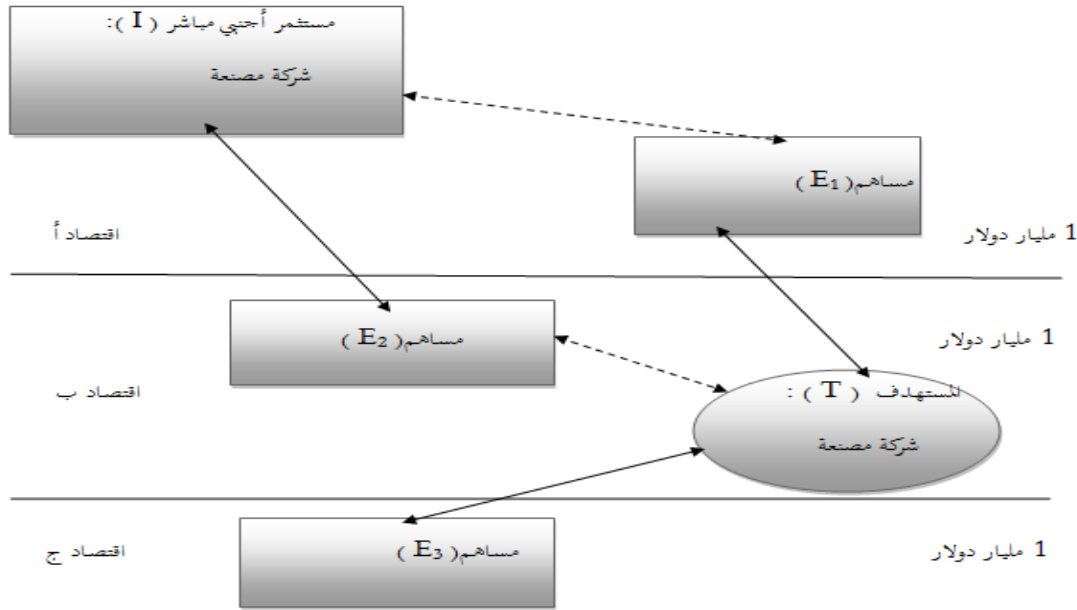 مستثمر أجنبي مباشر ( I ):
شركة مصنعة
مساهم( E₁ )
اقتصاد أ
1 مليار دولار
مساهم( E₂ )
1 مليار دولار
اقتصاد ب
المستهدف ( T ) :
شركة مصنعة
مساهم( E₃ )
اقتصاد ج
1 مليار دولار